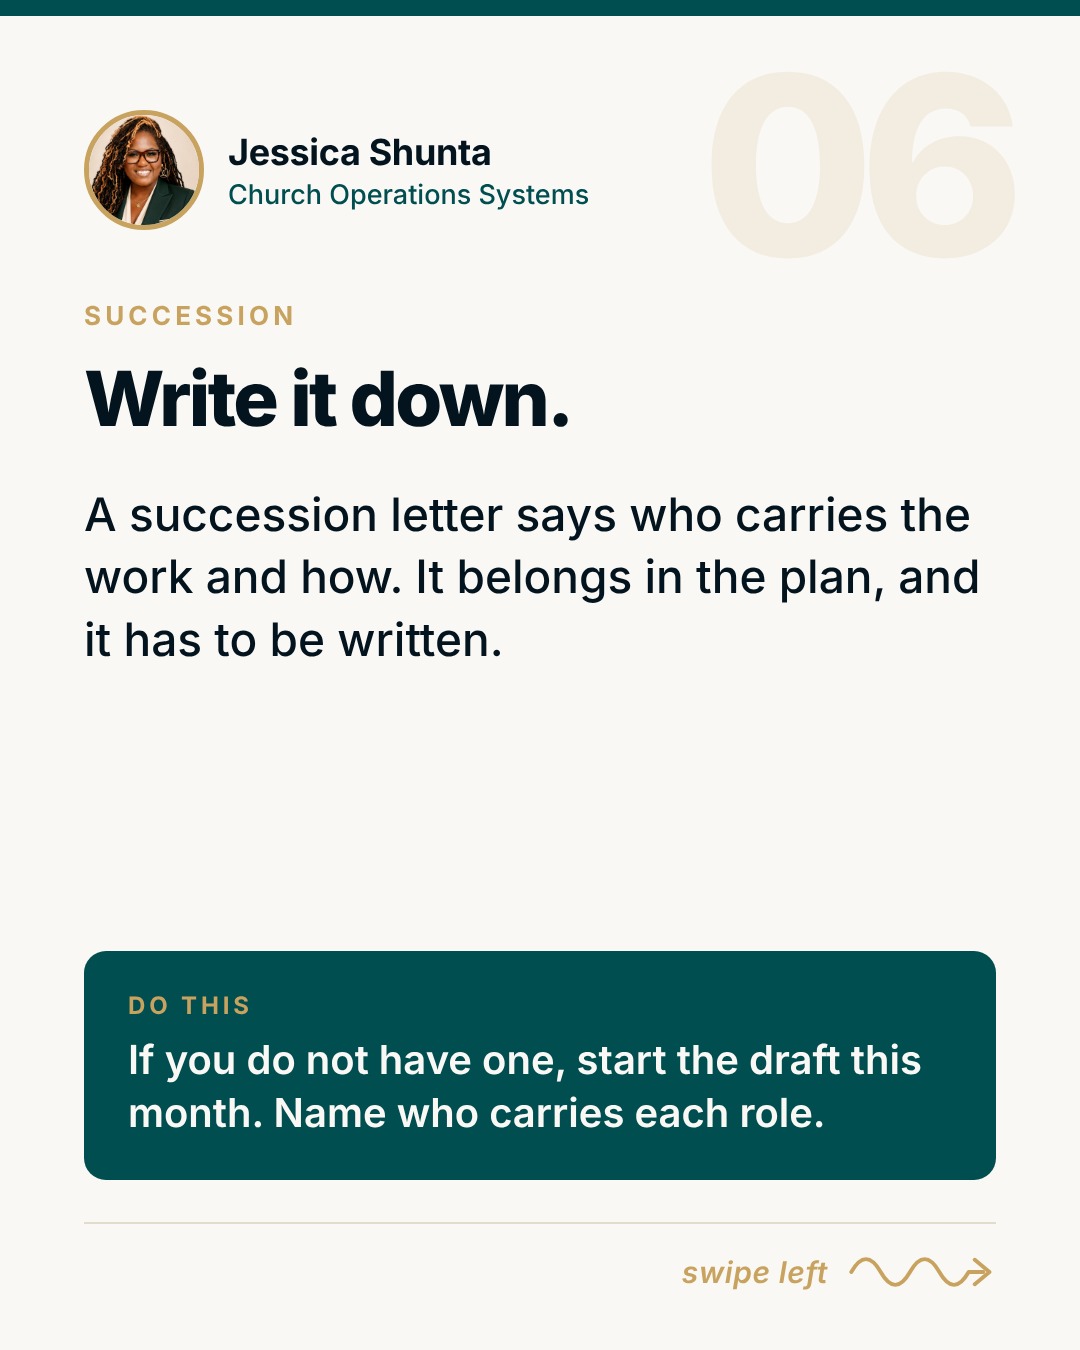 06
Jessica Shunta
Church Operations Systems
SUCCESSION
Write it down.
A succession letter says who carries the
work and how. It belongs in the plan, and
it has to be written.
DO THIS
If you do not have one, start the draft this
month. Name who carries each role.
swipe left